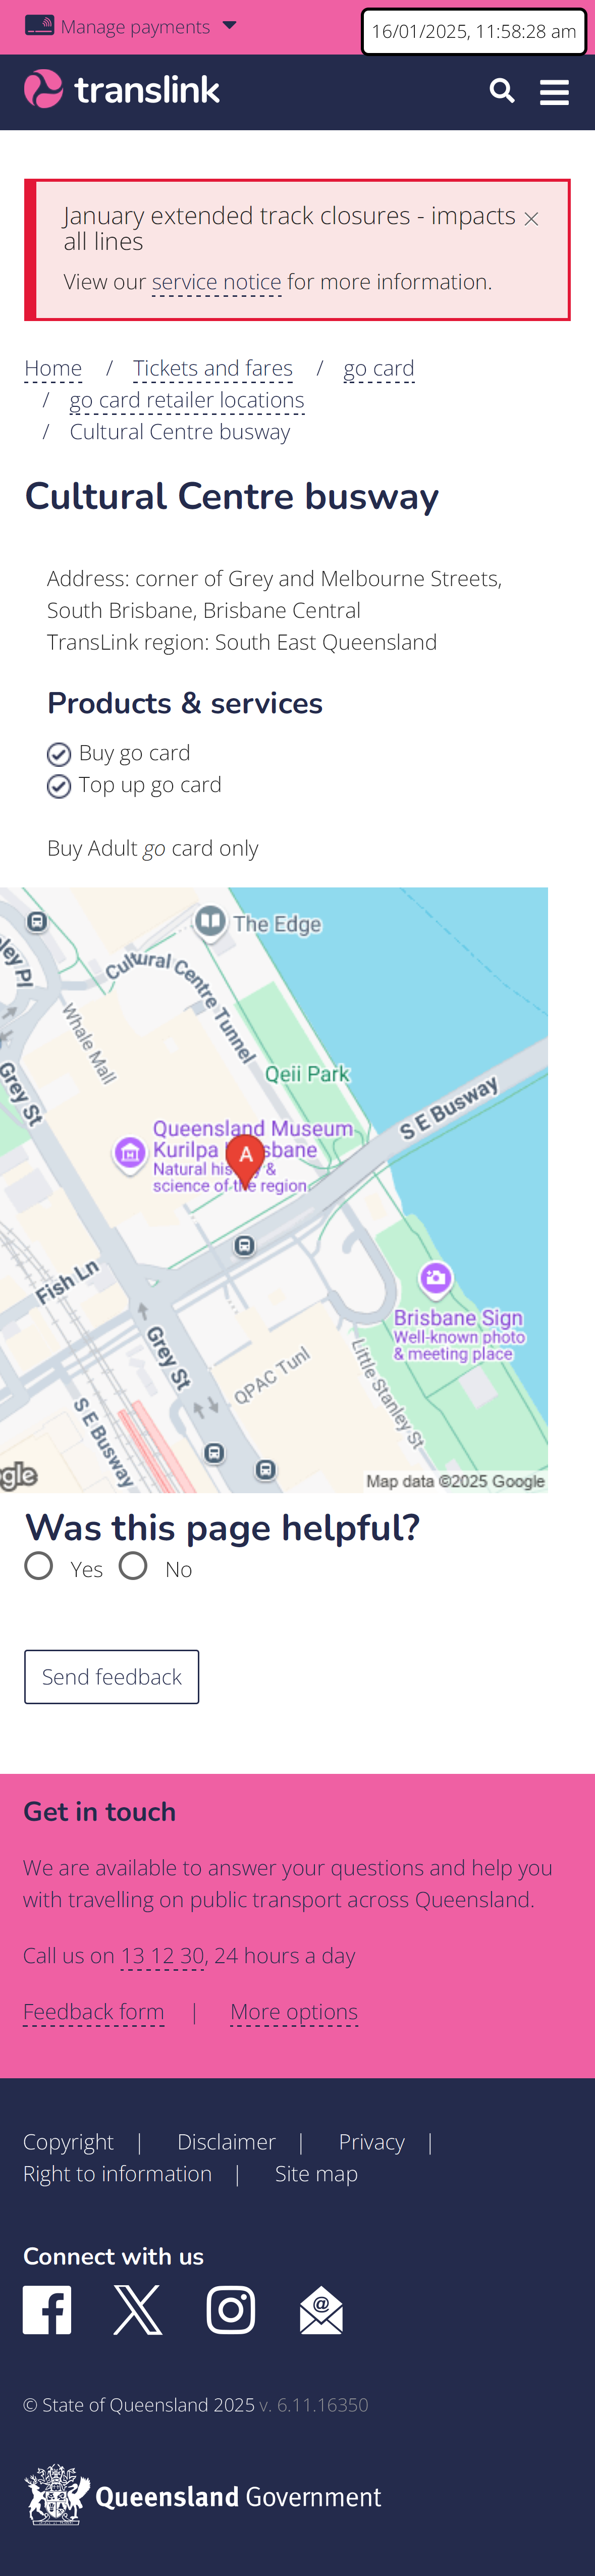 Manage payments
16/01/2025, 11:58:28 am
translink
January extended track closures - impacts
all lines
View our service notice for more information.
Home / Tickets and fares / go card
/ go card retailer locations
/ Cultural Centre busway
Cultural Centre busway
Address: corner of Grey and Melbourne Streets,
South Brisbane, Brisbane Central
TransLink region: South East Queensland
Products & services
Buy go card
Top up go card
Buy Adult go card only
The Edge
Cultural Centre Tunnel
Whale Mall
Grey St
Qeii Park
S E Busway
Queensland Museum
Kurilpa
A
science of the region
Fish Ln
Grey St
Brisbane Sign
Well-known photo
& meeting place
QPAC Tunl
Little Stanley St
S E Busway
Map data ©2025 Google
Was this page helpful?
Yes No
Send feedback
Get in touch
We are available to answer your questions and help you
with travelling on public transport across Queensland.
Call us on 13 12 30, 24 hours a day
Feedback form | More options
Copyright | Disclaimer | Privacy |
Right to information | Site map
Connect with us
© State of Queensland 2025 v. 6.11.16350
Queensland Government